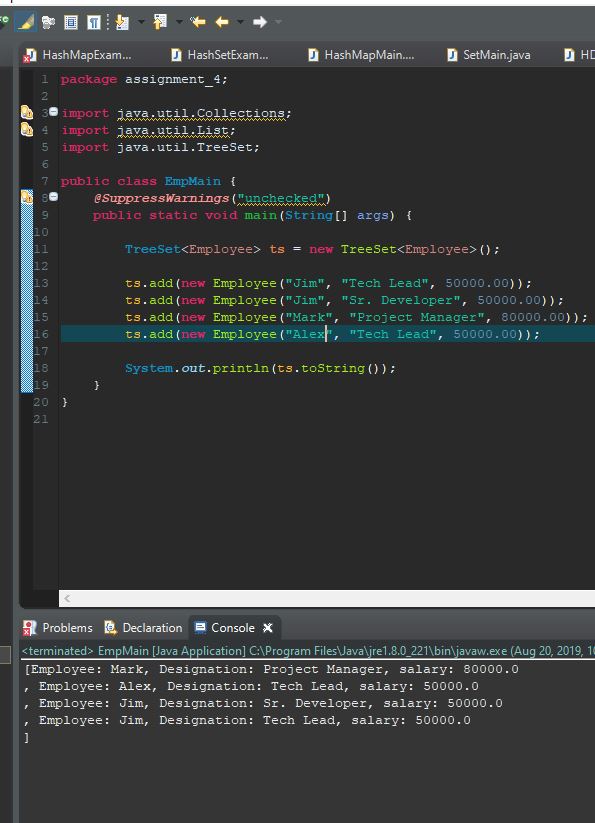 HashMapExam... HashSetExam... HashMapMain.... SetMain.java HD
1 package assignment_4;
2
3 import java.util.Collections;
4 import java.util.List;
5 import java.util.TreeSet;
6
7 public class EmpMain {
8 @SuppressWarnings("unchecked")
9 public static void main(String[] args) {
10
11 TreeSet<Employee> ts = new TreeSet<Employee>();
12
13 ts.add(new Employee("Jim", "Tech Lead", 50000.00));
14 ts.add(new Employee("Jim", "Sr. Developer", 50000.00));
15 ts.add(new Employee("Mark", "Project Manager", 80000.00));
16 ts.add(new Employee("Alex", "Tech Lead", 50000.00));
17
18 System.out.println(ts.toString());
19 }
20 }
21
Problems Declaration Console
<terminated> EmpMain [Java Application] C:\Program Files\Java\jre1.8.0_221\bin\javaw.exe (Aug 20, 2019, 10
[Employee: Mark, Designation: Project Manager, salary: 80000.0
, Employee: Alex, Designation: Tech Lead, salary: 50000.0
, Employee: Jim, Designation: Sr. Developer, salary: 50000.0
, Employee: Jim, Designation: Tech Lead, salary: 50000.0
]